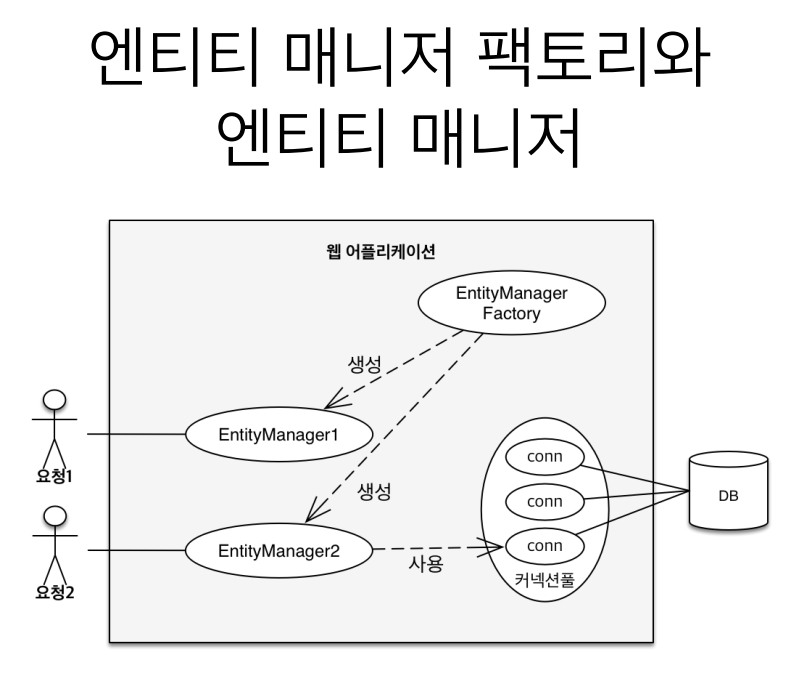 엔티티 매니저 팩토리와
엔티티 매니저
웹 어플리케이션
EntityManager
Factory
생성
EntityManager1
요청1
conn
생성
conn
DB
요청2
EntityManager2
사용
conn
커넥션풀